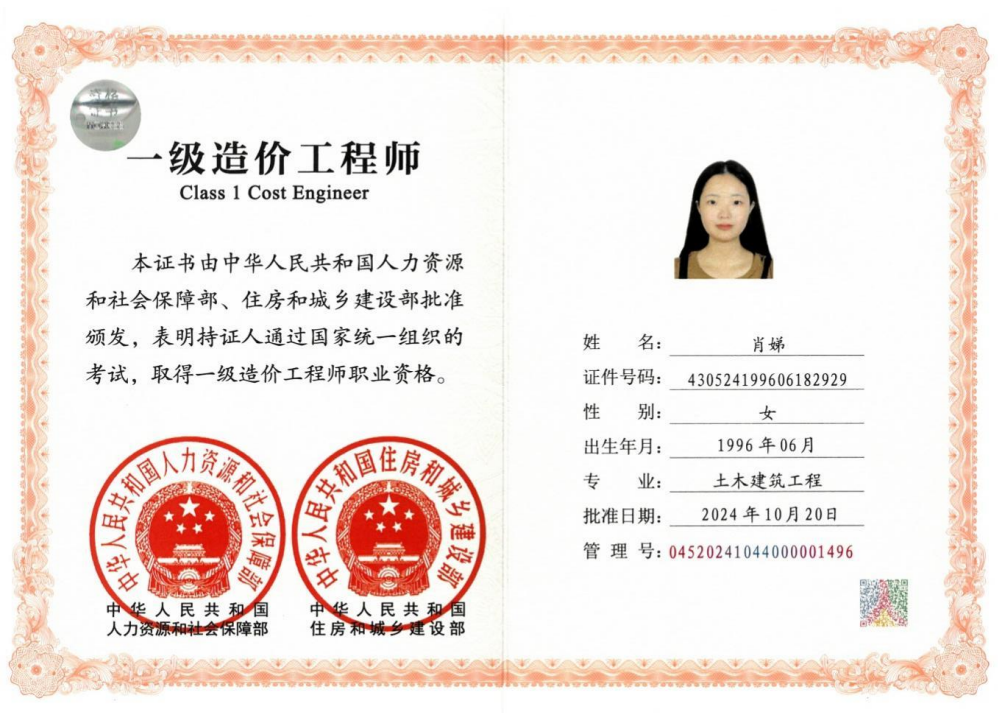 资格
证书
一级造价工程师
Class 1 Cost Engineer
本证书由中华人民共和国人力资源
和社会保障部、住房和城乡建设部批准
颁发，表明持证人通过国家统一组织的
考试，取得一级造价工程师职业资格。
中华人民共和国人力资源和社会保障部
中华人民共和国住房和城乡建设部
中华人民共和国
人力资源和社会保障部
中华人民共和国
住房和城乡建设部
姓名：肖娣
证件号码：430524199606182929
性别：女
出生年月：1996年06月
专业：土木建筑工程
批准日期：2024年10月20日
管理号：04520241044000001496